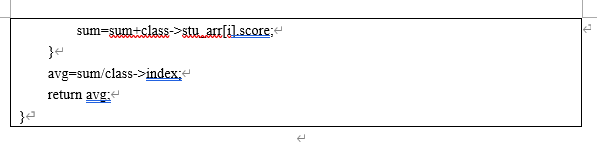 sum=sum+class->stu_arr[i].score;
}
avg=sum/class->index;
return avg;
}